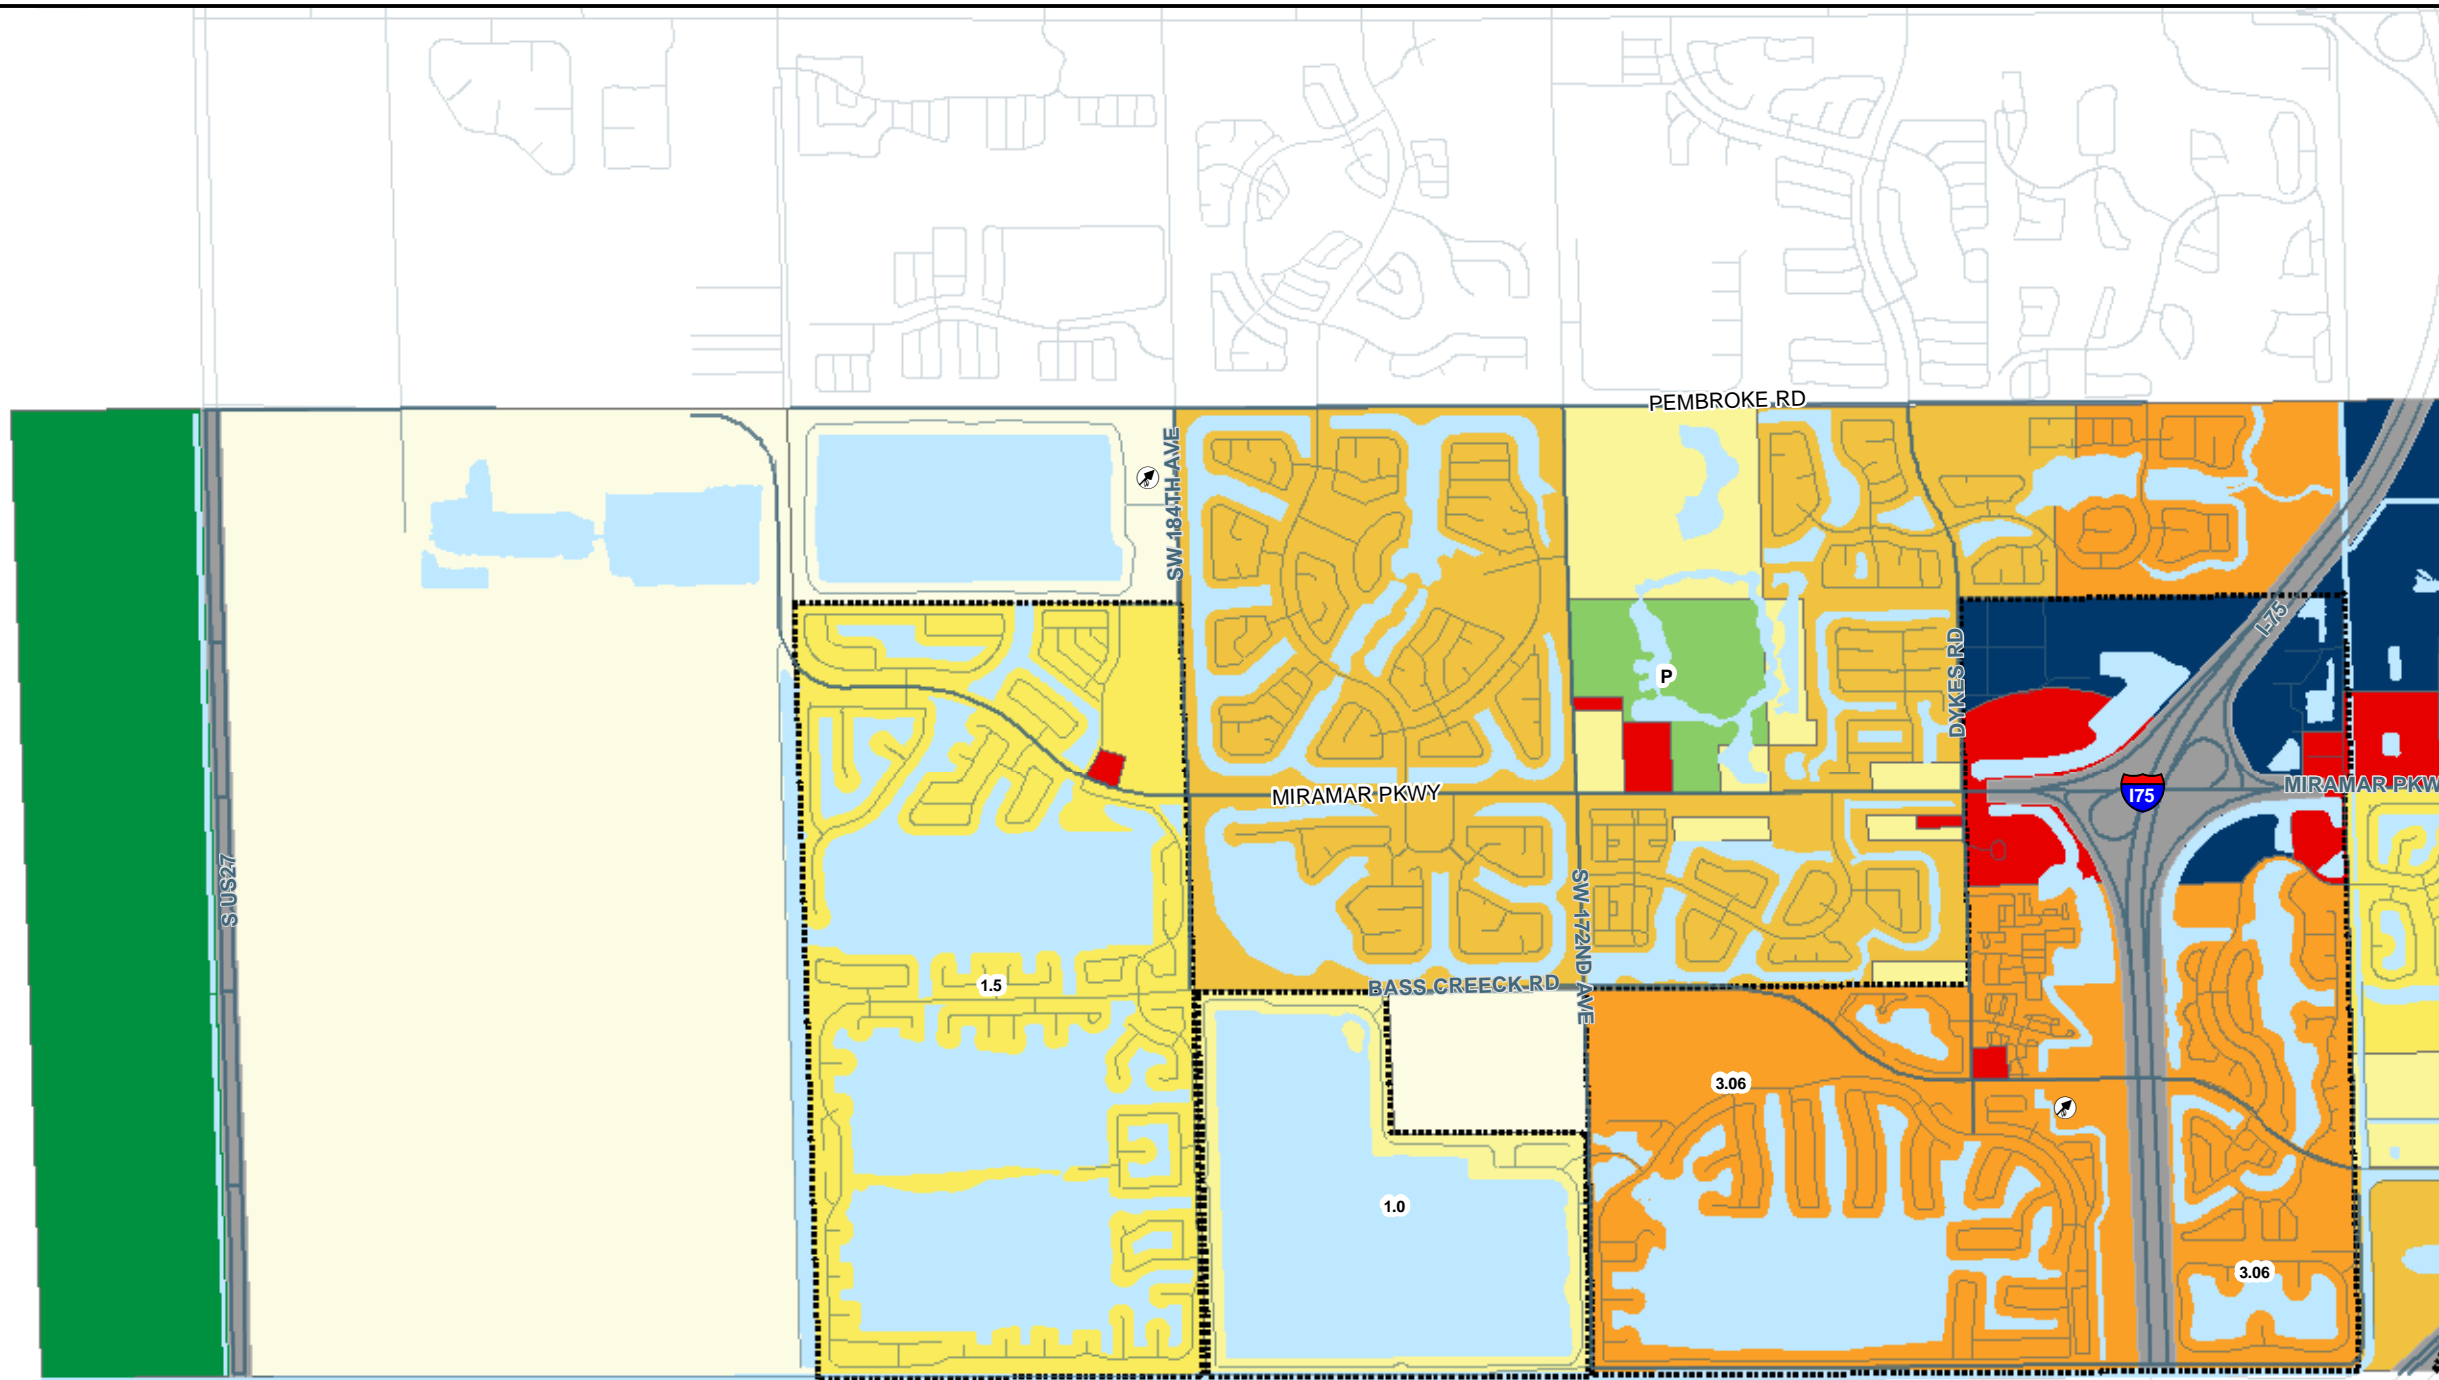 PEMBROKE RD
SW 184TH AVE
I-75
DYKES RD
P
MIRAMAR PKWY
I75
MIRAMAR PKW
S US27
SW 172ND AVE
1.5
BASS CREECK RD
3.06
1.0
3.06